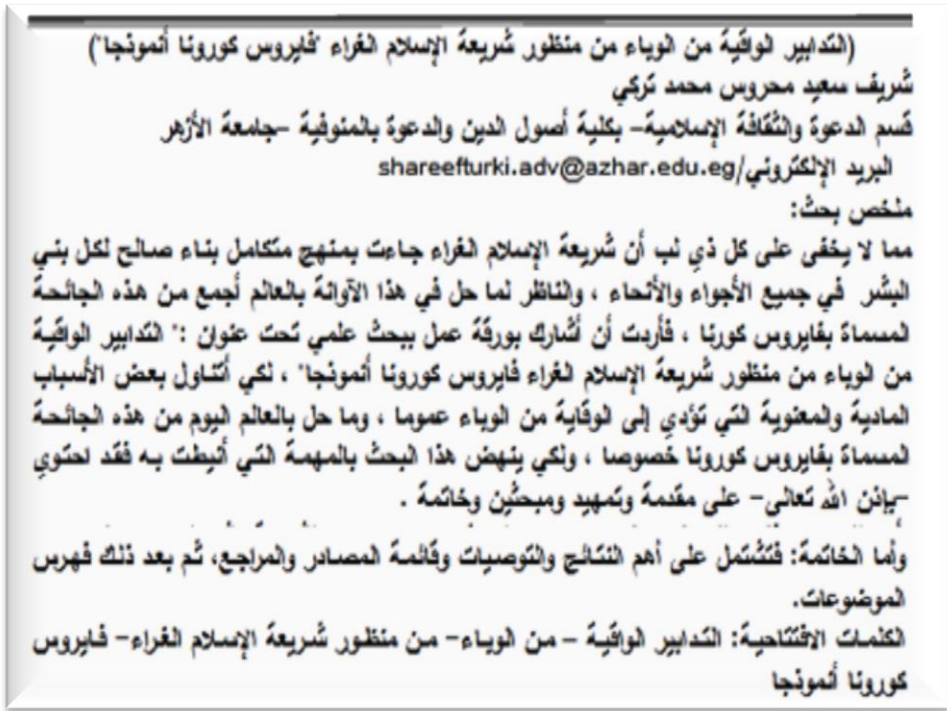 (التدابير الواقية من الوباء من منظور شريعة الإسلام الغراء "فايروس كورونا أنموذجا")
شريف سعيد محروس محمد تركي
قسم الدعوة والثقافة الإسلامية– بكلية أصول الدين والدعوة بالمنوفية –جامعة الأزهر
البريد الإلكتروني/shareefturki.adv@azhar.edu.eg
ملخص بحث:
مما لا يخفى على كل ذي لب أن شريعة الإسلام الغراء جاءت بمنهج متكامل بناء صالح لكل بني
البشر في جميع الأجواء والأنحاء ، والناظر لما حل في هذا الآوانة بالعالم أجمع من هذه الجائحة
المسماة بفايروس كورنا ، فأردت أن أشارك بورقة عمل ببحث علمي تحت عنوان :" التدابير الواقية
من الوباء من منظور شريعة الإسلام الغراء فايروس كورونا أنموذجا" ، لكي أتناول بعض الأسباب
المادية والمعنوية التي تؤدي إلى الوقاية من الوباء عموما ، وما حل بالعالم اليوم من هذه الجائحة
المسماة بفايروس كورونا خصوصا ، ولكي ينهض هذا البحث بالمهمة التي أنيطت به فقد احتوي
–بإذن الله تعالى– على مقدمة وتمهيد ومبحثين وخاتمة .
وأما الخاتمة: فتشتمل على أهم النتائج والتوصيات وقائمة المصادر والمراجع، ثم بعد ذلك فهرس
الموضوعات.
الكلمات الافتتاحية: التدابير الواقية – من الوباء– من منظور شريعة الإسلام الغراء– فايروس
كورونا أنموذجا